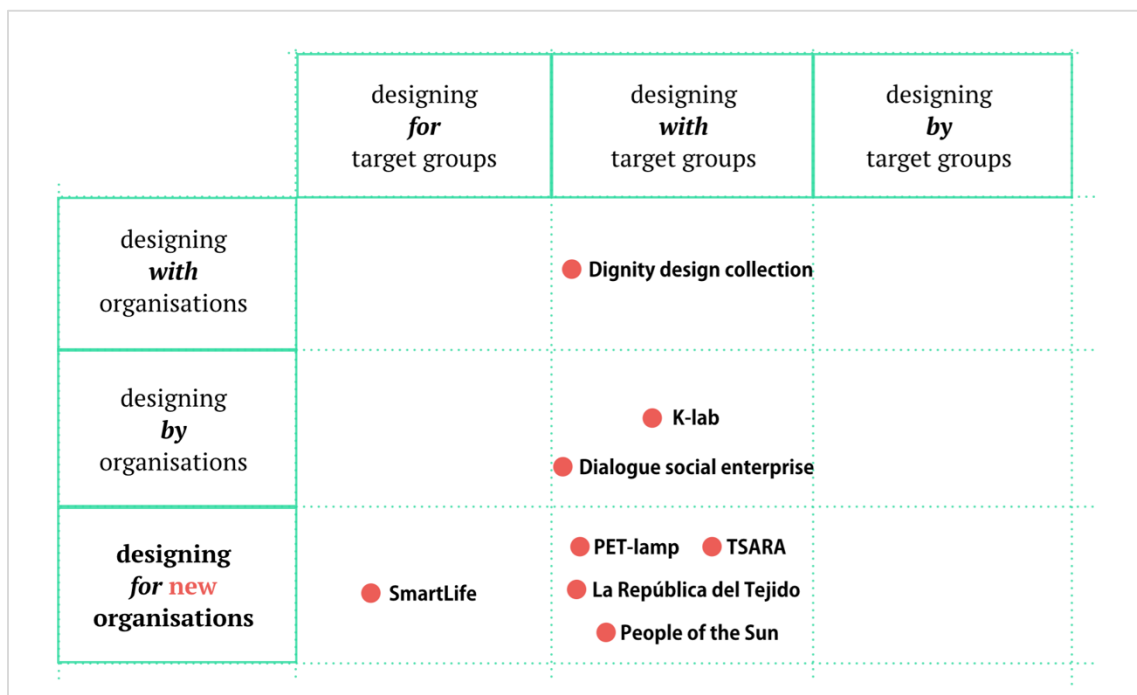 designing
for
target groups
designing
with
target groups
designing
by
target groups
designing
with
organisations
Dignity design collection
designing
by
organisations
K-lab
Dialogue social enterprise
designing
for new
organisations
PET-lamp
TSARA
SmartLife
La República del Tejido
People of the Sun